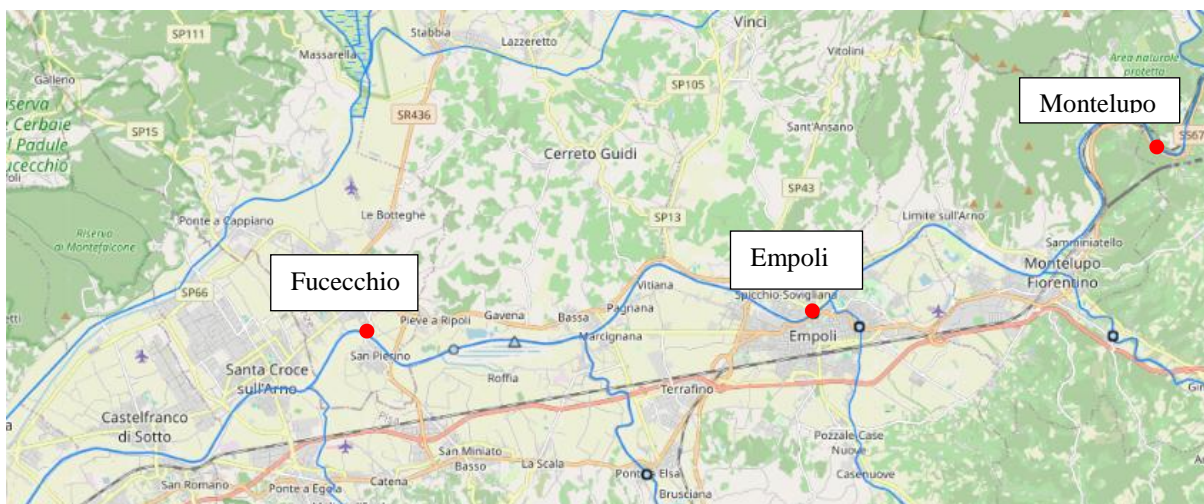 SP111
Stabbia
Lazzeretto
Vinci
Massarella
Vitolini
Galleno
Area naturale
protetta
SP105
Montelupo
iserva
e Cerbaie
l Padule
ucecchio
SP15
SR436
Sant'Ansano
SS67
Cerreto Guidi
SP43
Ponte a Cappiano
Le Botteghe
Limite sull'Arno
SP13
Riserva
di Montefalcone
Samminiatello
Empoli
Fucecchio
Montelupo
Fiorentino
Vitiana
SP66
Spicchio-Sovigliana
Pagnana
Pieve a Ripoli
Gavena
Bassa
Marcignana
Empoli
San Pierino
Santa Croce
sull'Arno
Roffia
Terrafino
Pisa
Castelfranco
di Sotto
Pozzale-Case
Nuove
San Miniato
Basso
La Scala
Elsa
Casenuove
San Romano
Ponte a Egola
Catena
Brusciana